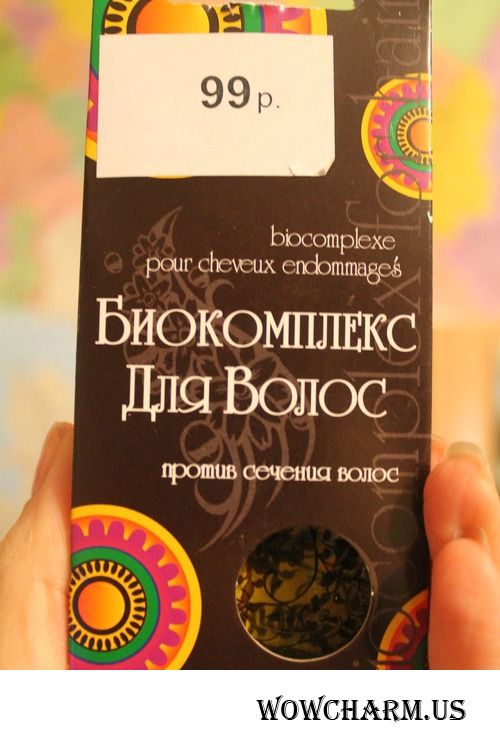 99 р.
biocomplexe
pour cheveux endommagés
Биокомплекс
Для Волос
против сечения волос
WOWCHARM.US